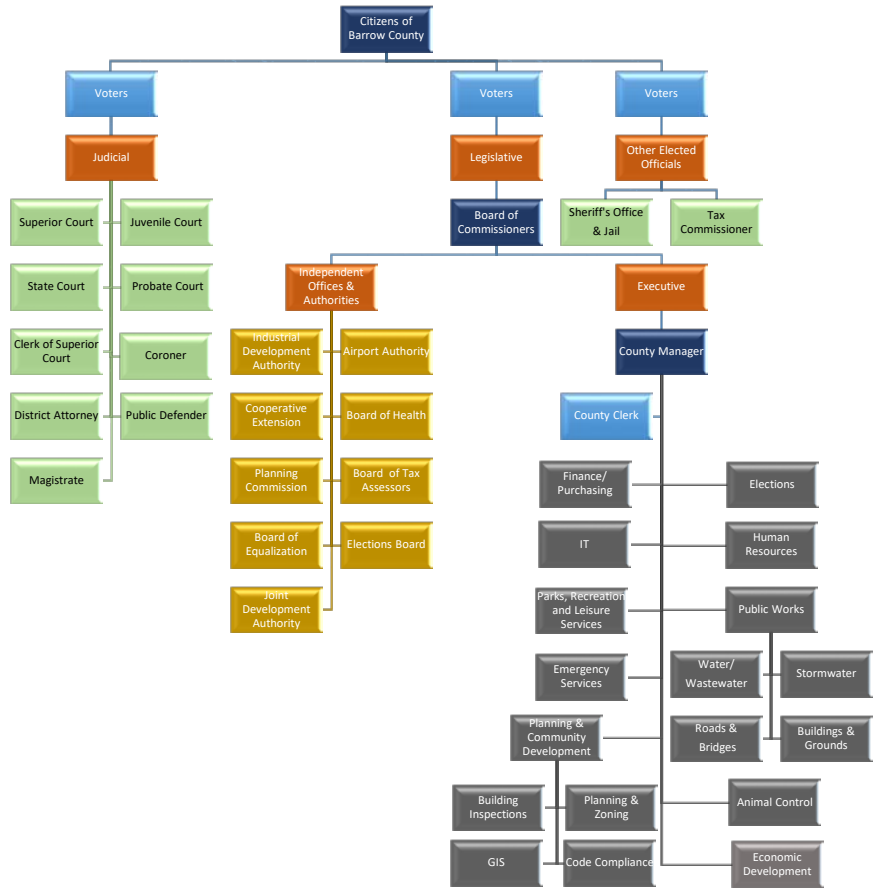 Citizens of
Barrow County
Voters
Voters
Voters
Judicial
Legislative
Other Elected
Officials
Superior Court
Juvenile Court
State Court
Probate Court
Clerk of Superior
Court
Coroner
District Attorney
Public Defender
Magistrate
Board of
Commissioners
Sheriff's Office
& Jail
Tax
Commissioner
Independent
Offices &
Authorities
Executive
Industrial
Development
Authority
Airport Authority
Cooperative
Extension
Board of Health
Planning
Commission
Board of Tax
Assessors
Board of
Equalization
Elections Board
Joint
Development
Authority
County Manager
County Clerk
Finance/
Purchasing
Elections
IT
Human
Resources
Parks, Recreation
and Leisure
Services
Public Works
Emergency
Services
Water/
Wastewater
Stormwater
Roads &
Bridges
Buildings &
Grounds
Planning &
Community
Development
Building
Inspections
Planning &
Zoning
GIS
Code Compliance
Animal Control
Economic
Development